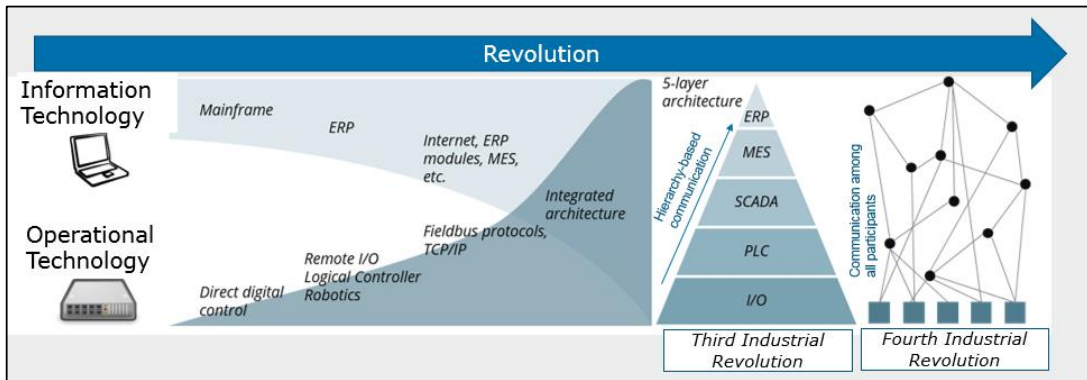 Revolution
Information
Technology
Mainframe
ERP
Internet, ERP
modules, MES,
etc.
Integrated
architecture
Operational
Technology
Fieldbus protocols,
TCP/IP
Remote I/O
Logical Controller
Robotics
Direct digital
control
5-layer
architecture
Hierarchy-based
communication
ERP
MES
SCADA
PLC
I/O
Third Industrial
Revolution
Communication among
all participants
Fourth Industrial
Revolution